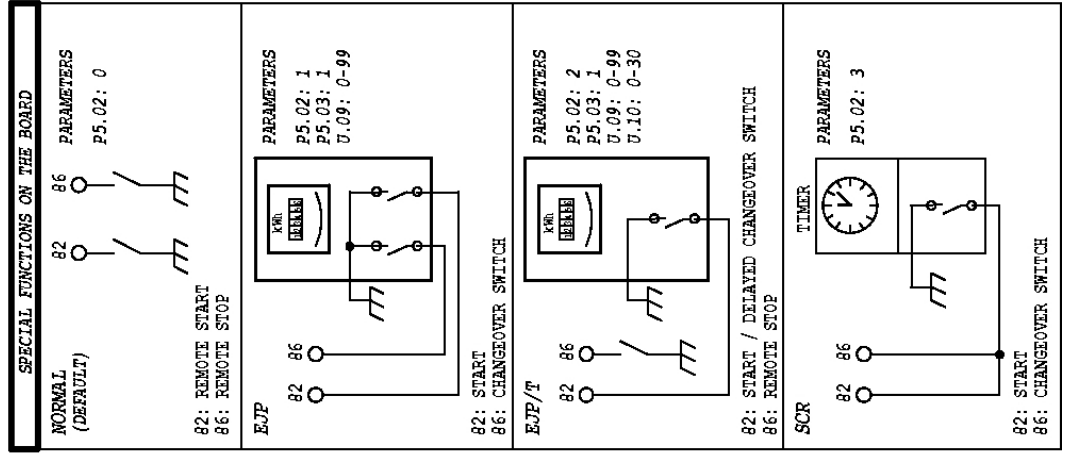 SPECIAL FUNCTIONS ON THE BOARD
NORMAL
(DEFAULT)
82
86
PARAMETERS
P5.02: 0
82: REMOTE START
86: REMOTE STOP
EJP
82
86
kWh
PARAMETERS
P5.02: 1
P5.03: 1
U.09: 0-99
82: START
86: CHANGEOVER SWITCH
EJP/T
82
86
kWh
PARAMETERS
P5.02: 2
P5.03: 1
U.09: 0-99
U.10: 0-30
82: START / DELAYED CHANGEOVER SWITCH
86: REMOTE STOP
SCR
82
86
TIMER
PARAMETERS
P5.02: 3
82: START
86: CHANGEOVER SWITCH